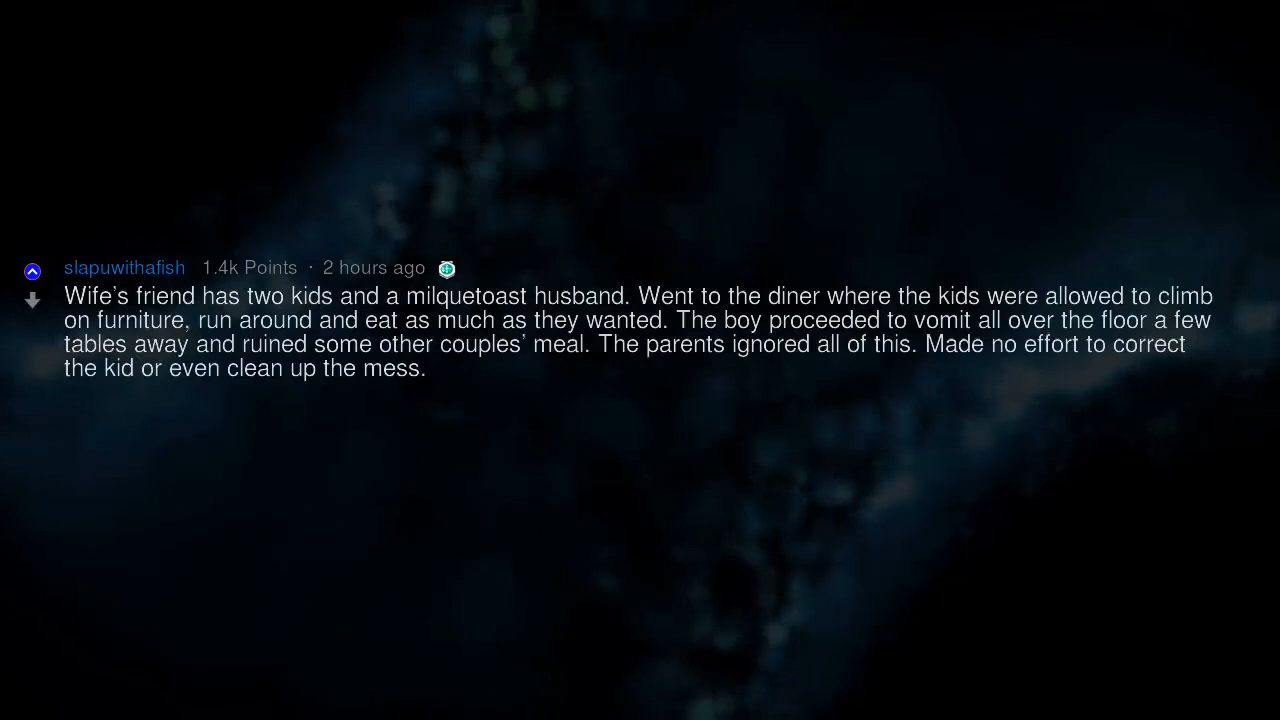 slapuwithafish 1.4k Points · 2 hours ago
Wife's friend has two kids and a milquetoast husband. Went to the diner where the kids were allowed to climb
on furniture, run around and eat as much as they wanted. The boy proceeded to vomit all over the floor a few
tables away and ruined some other couples' meal. The parents ignored all of this. Made no effort to correct
the kid or even clean up the mess.